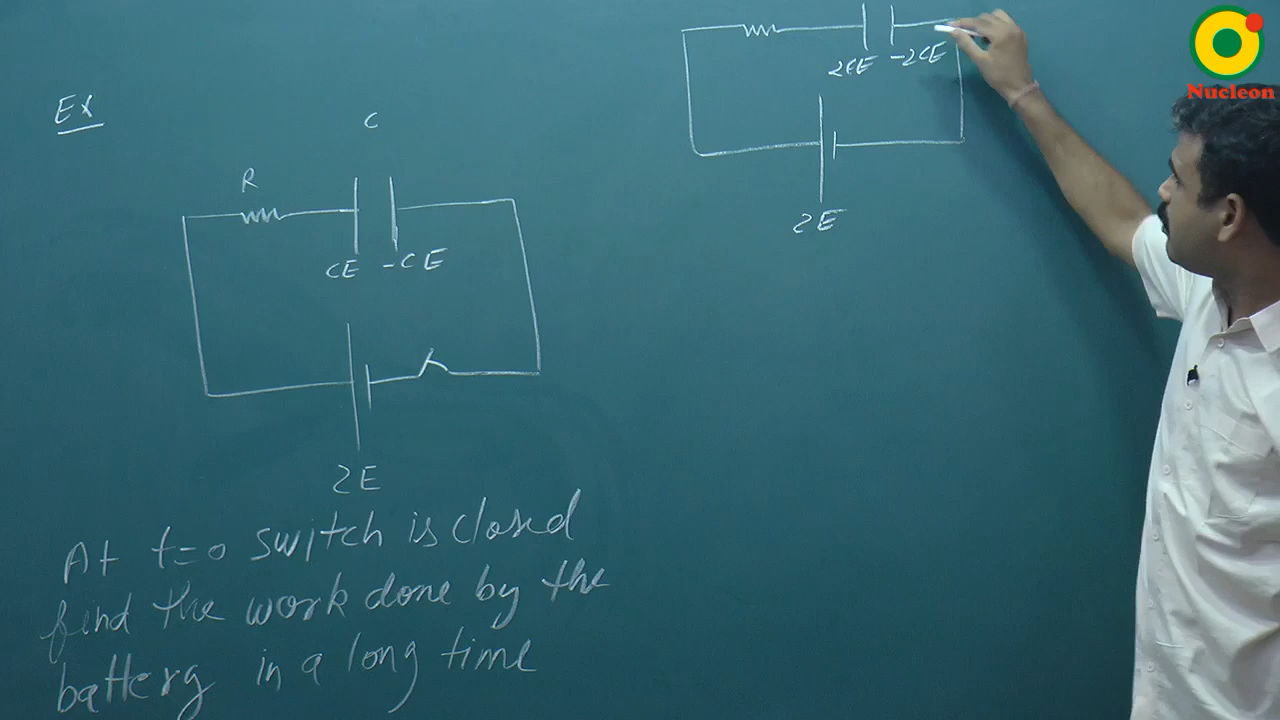 Ex
C
R
CE -CE
2E
At t=0 switch is closed
find the work done by the
battery in a long time
2CE -2CE
2E
Nucleon